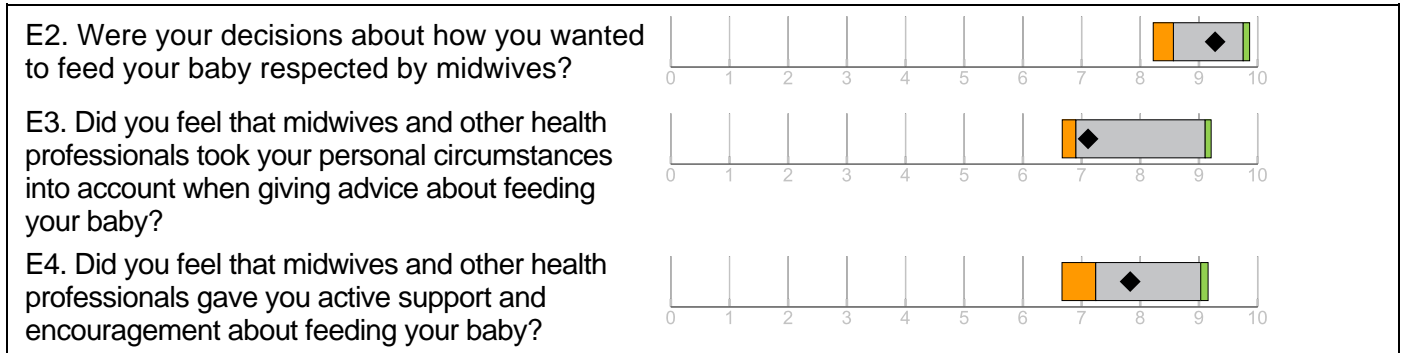 E2. Were your decisions about how you wanted
to feed your baby respected by midwives?
0 1 2 3 4 5 6 7 8 9 10
E3. Did you feel that midwives and other health
professionals took your personal circumstances
into account when giving advice about feeding
your baby?
0 1 2 3 4 5 6 7 8 9 10
E4. Did you feel that midwives and other health
professionals gave you active support and
encouragement about feeding your baby?
0 1 2 3 4 5 6 7 8 9 10